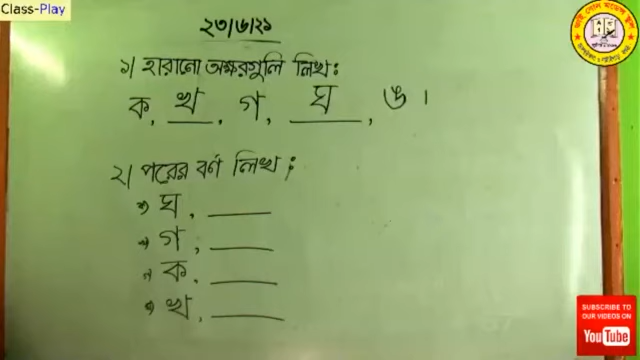 Class-Play
২৩/৬/২১
১/ হারানো অক্ষরগুলি লিখ:
ক, খ, গ, ঘ, ঙ।
২/ পরের বর্ণ লিখ;
ঘ, ____
গ, ____
ক, ____
খ, ____
SUBSCRIBE TO
OUR VIDEOS ON
YouTube